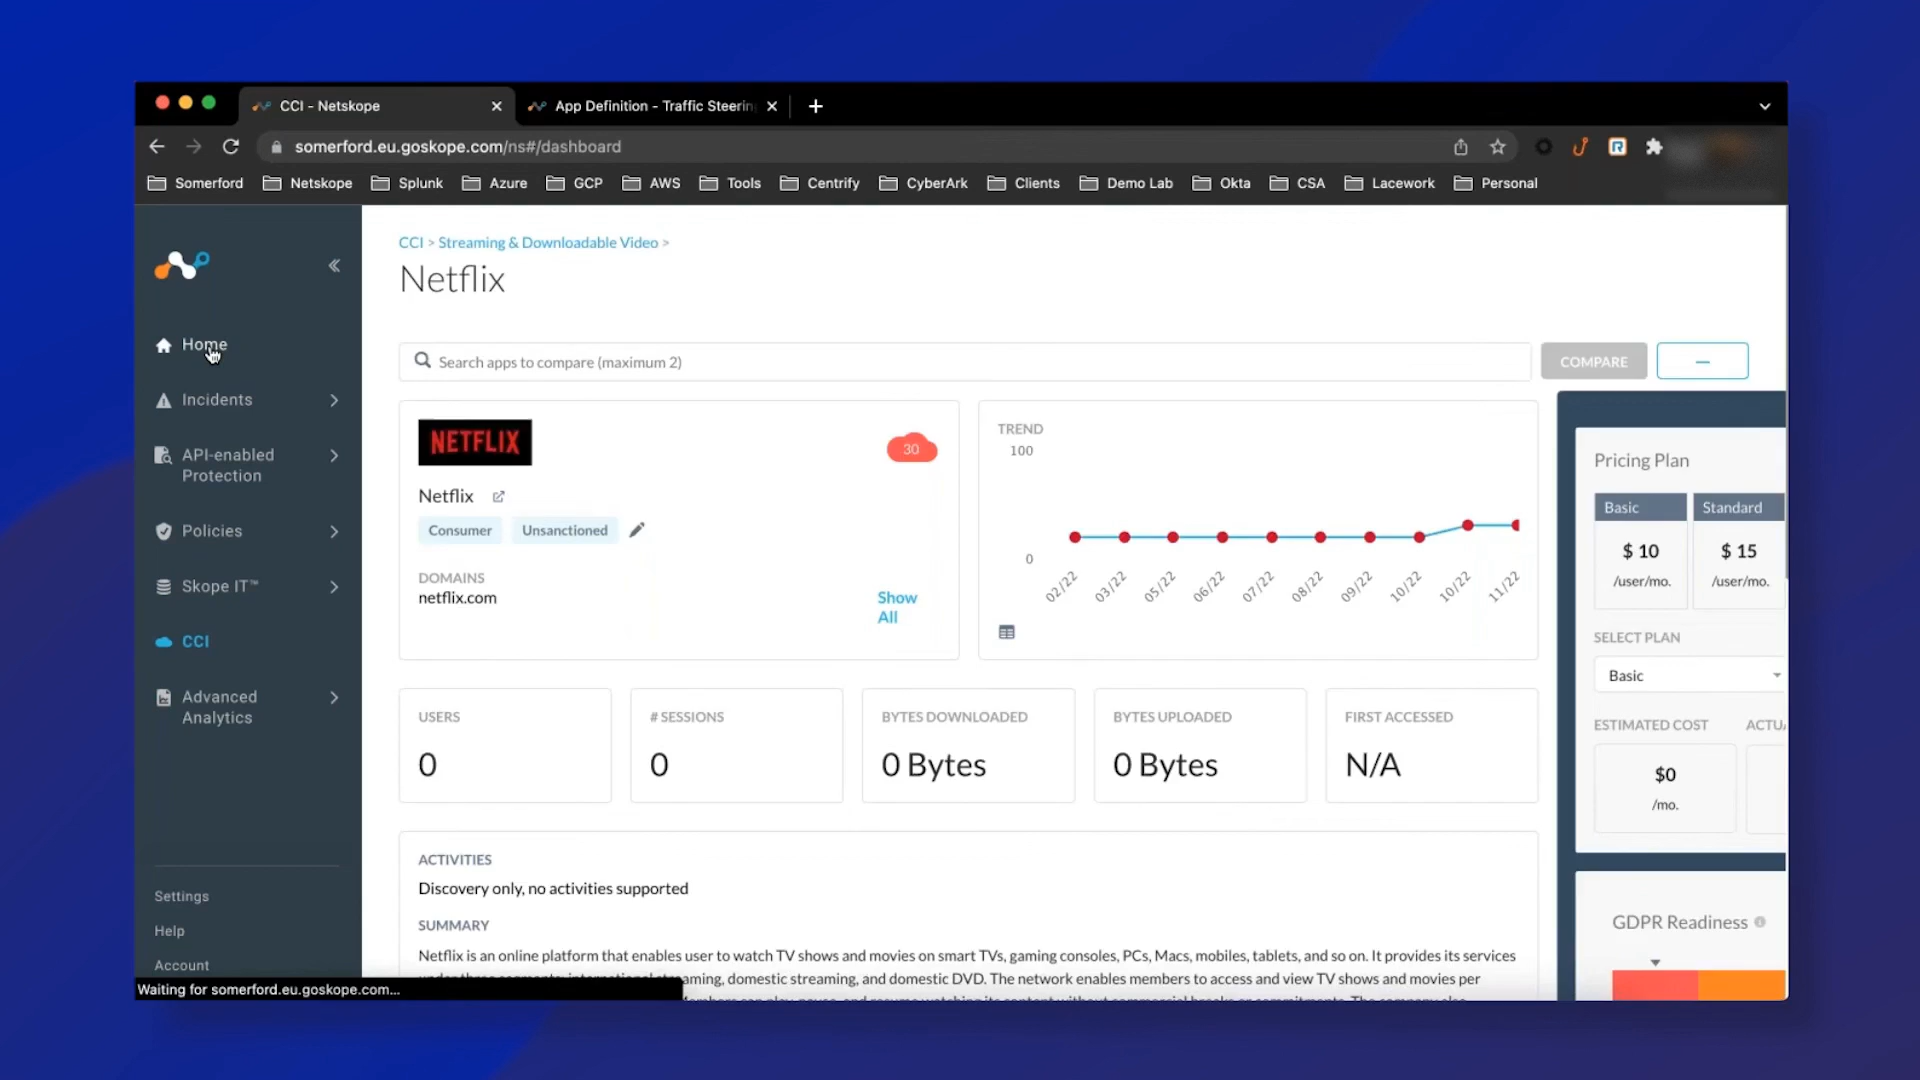 CCI - Netskope
App Definition - Traffic Steerin
somerford.eu.goskope.com/ns#/dashboard
Somerford
Netskope
Splunk
Azure
GCP
AWS
Tools
Centrify
CyberArk
Clients
Demo Lab
Okta
CSA
Lacework
Personal
CCI > Streaming & Downloadable Video >
Netflix
Home
Incidents
API-enabled
Protection
Policies
Skope IT™
CCI
Advanced
Analytics
Settings
Help
Account
Waiting for somerford.eu.goskope.com...
Search apps to compare (maximum 2)
COMPARE
NETFLIX
30
Netflix
Consumer
Unsanctioned
DOMAINS
netflix.com
Show
All
TREND
100
0
02/22
03/22
05/22
06/22
07/22
08/22
09/22
10/22
10/22
11/22
Pricing Plan
Basic
Standard
$ 10
$ 15
/user/mo.
/user/mo.
SELECT PLAN
Basic
ESTIMATED COST
ACTUA
$0
/mo.
USERS
0
# SESSIONS
0
BYTES DOWNLOADED
0 Bytes
BYTES UPLOADED
0 Bytes
FIRST ACCESSED
N/A
ACTIVITIES
Discovery only, no activities supported
SUMMARY
Netflix is an online platform that enables user to watch TV shows and movies on smart TVs, gaming consoles, PCs, Macs, mobiles, tablets, and so on. It provides its services
streaming, domestic streaming, and domestic DVD. The network enables members to access and view TV shows and movies per
GDPR Readiness